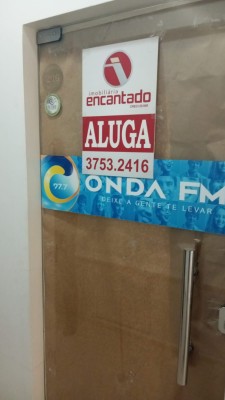 imobiliária
encantado
ALUGA
3753.2416
97.7
ONDA FM
DEIXE A GENTE TE LEVAR